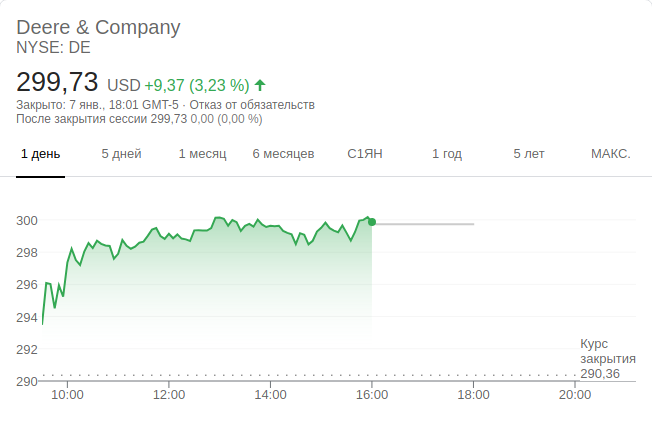 Deere & Company
NYSE: DE
299,73 USD +9,37 (3,23 %)
Закрыто: 7 янв., 18:01 GMT-5 · Отказ от обязательств
После закрытия сессии 299,73 0,00 (0,00 %)
1 день 5 дней 1 месяц 6 месяцев С1ЯН 1 год 5 лет МАКС.
300
298
296
294
292
Курс
закрытия
290,36
290
10:00 12:00 14:00 16:00 18:00 20:00